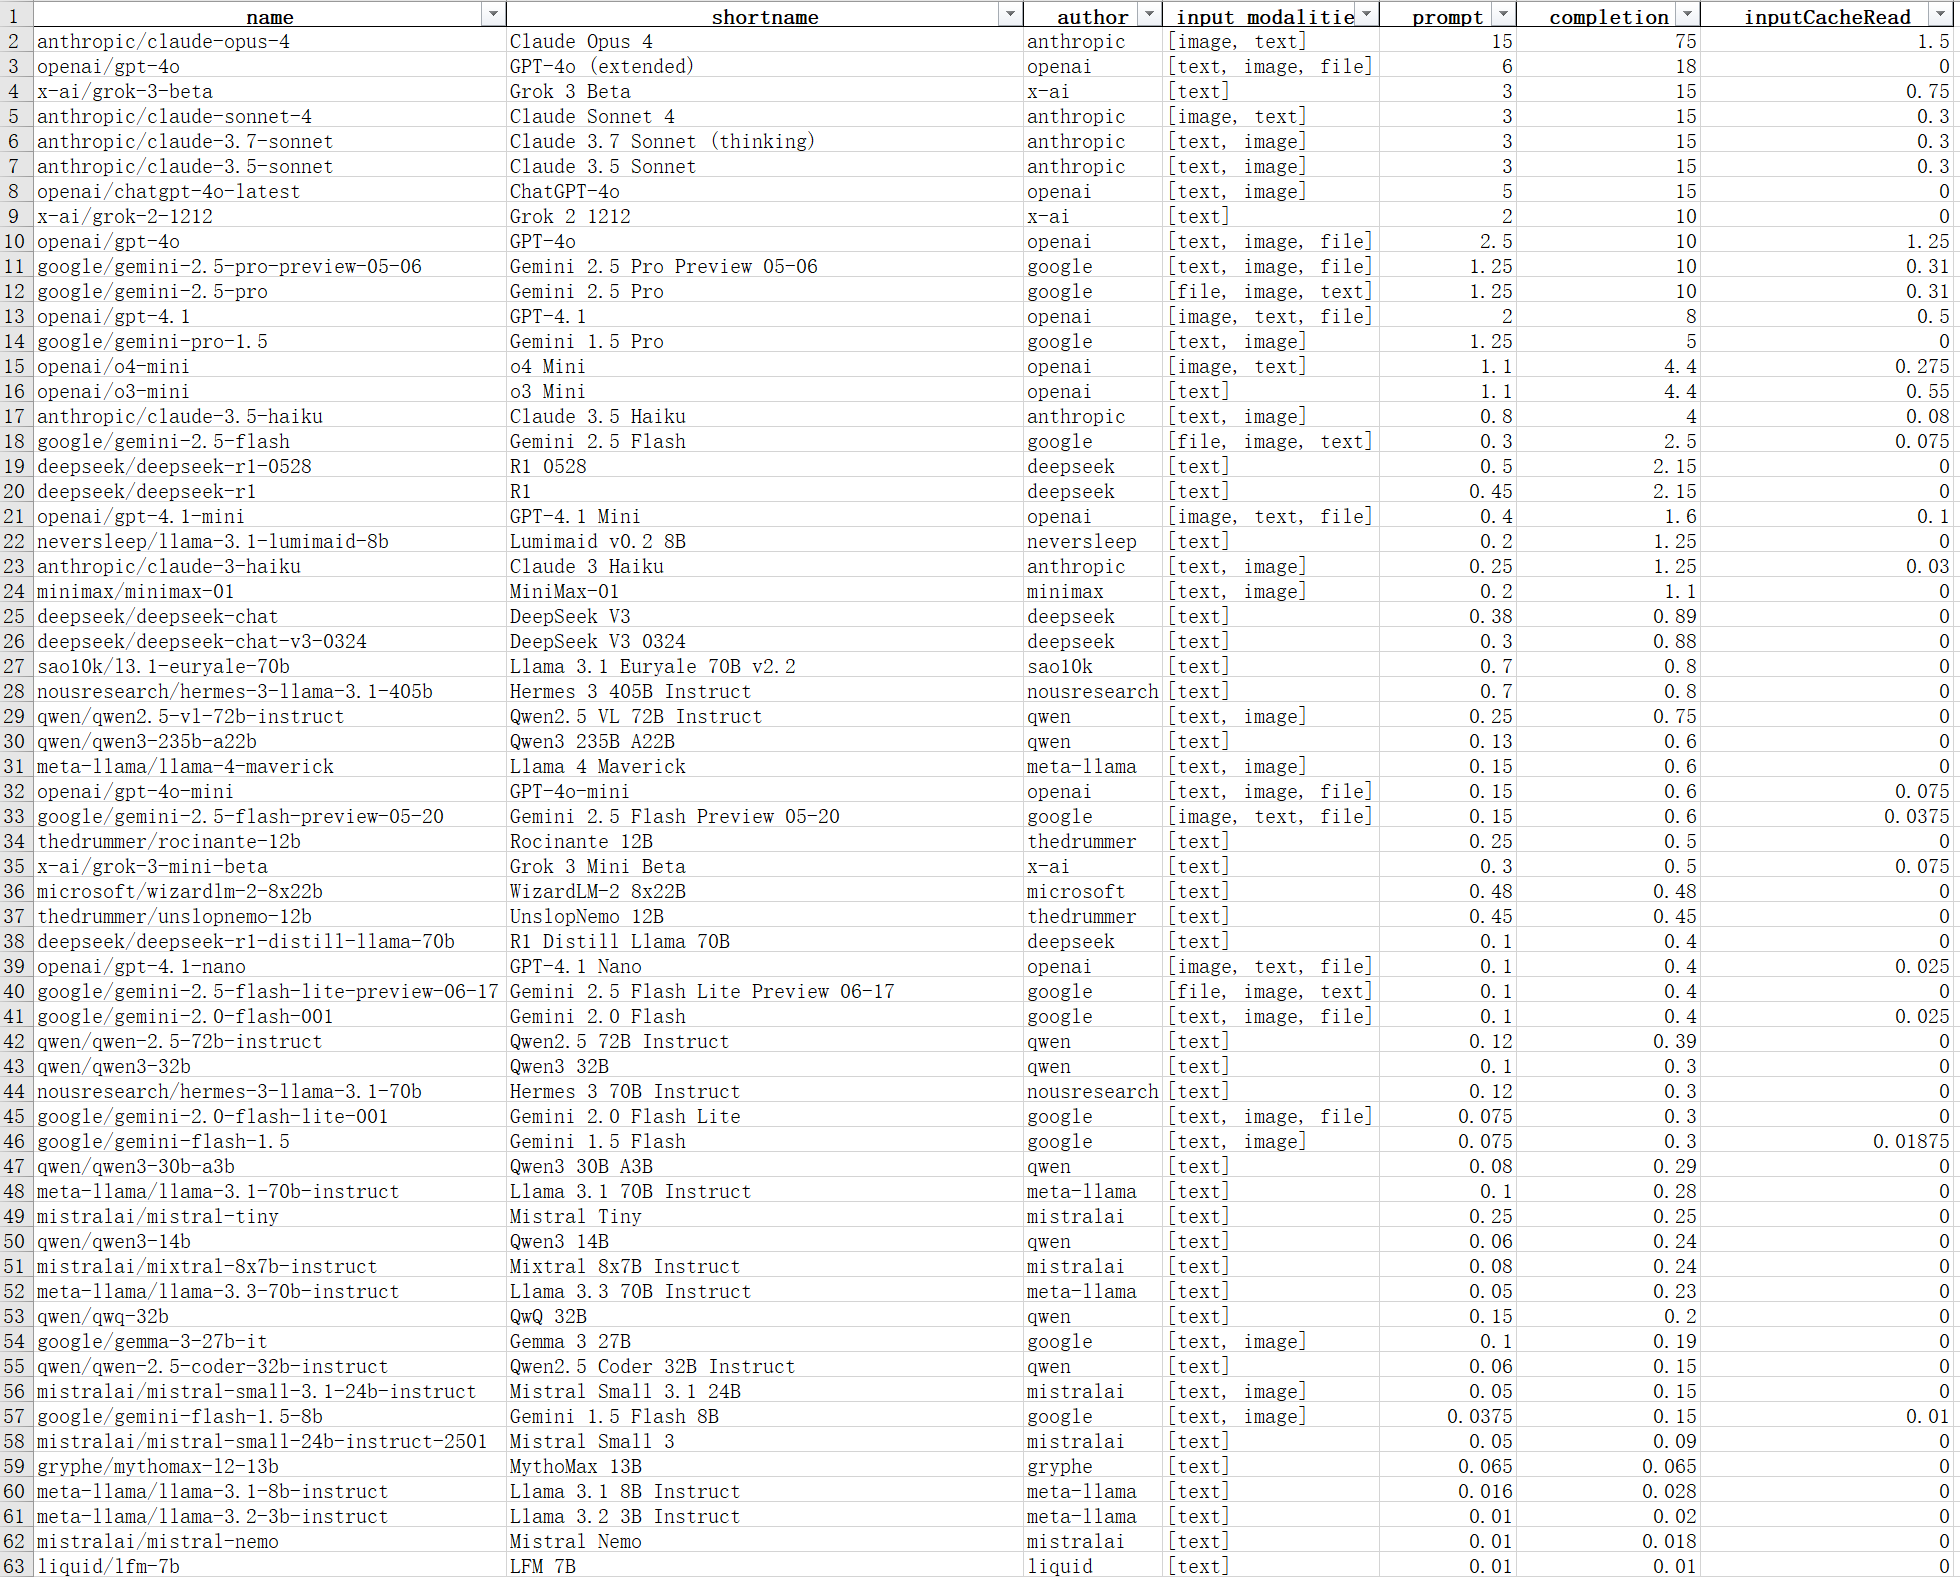 1 name shortname author input_modalitie prompt completion inputCacheRead
2 anthropic/claude-opus-4 Claude Opus 4 anthropic [image, text] 15 75 1.5
3 openai/gpt-4o GPT-4o (extended) openai [text, image, file] 6 18 0
4 x-ai/grok-3-beta Grok 3 Beta x-ai [text] 3 15 0.75
5 anthropic/claude-sonnet-4 Claude Sonnet 4 anthropic [image, text] 3 15 0.3
6 anthropic/claude-3.7-sonnet Claude 3.7 Sonnet (thinking) anthropic [text, image] 3 15 0.3
7 anthropic/claude-3.5-sonnet Claude 3.5 Sonnet anthropic [text, image] 3 15 0.3
8 openai/chatgpt-4o-latest ChatGPT-4o openai [text, image] 5 15 0
9 x-ai/grok-2-1212 Grok 2 1212 x-ai [text] 2 10 0
10 openai/gpt-4o GPT-4o openai [text, image, file] 2.5 10 1.25
11 google/gemini-2.5-pro-preview-05-06 Gemini 2.5 Pro Preview 05-06 google [text, image, file] 1.25 10 0.31
12 google/gemini-2.5-pro Gemini 2.5 Pro google [file, image, text] 1.25 10 0.31
13 openai/gpt-4.1 GPT-4.1 openai [image, text, file] 2 8 0.5
14 google/gemini-pro-1.5 Gemini 1.5 Pro google [text, image] 1.25 5 0
15 openai/o4-mini o4 Mini openai [image, text] 1.1 4.4 0.275
16 openai/o3-mini o3 Mini openai [text] 1.1 4.4 0.55
17 anthropic/claude-3.5-haiku Claude 3.5 Haiku anthropic [text, image] 0.8 4 0.08
18 google/gemini-2.5-flash Gemini 2.5 Flash google [file, image, text] 0.3 2.5 0.075
19 deepseek/deepseek-r1-0528 R1 0528 deepseek [text] 0.5 2.15 0
20 deepseek/deepseek-r1 R1 deepseek [text] 0.45 2.15 0
21 openai/gpt-4.1-mini GPT-4.1 Mini openai [image, text, file] 0.4 1.6 0.1
22 neversleep/llama-3.1-lumimaid-8b Lumimaid v0.2 8B neversleep [text] 0.2 1.25 0
23 anthropic/claude-3-haiku Claude 3 Haiku anthropic [text, image] 0.25 1.25 0.03
24 minimax/minimax-01 MiniMax-01 minimax [text, image] 0.2 1.1 0
25 deepseek/deepseek-chat DeepSeek V3 deepseek [text] 0.38 0.89 0
26 deepseek/deepseek-chat-v3-0324 DeepSeek V3 0324 deepseek [text] 0.3 0.88 0
27 sao10k/l3.1-euryale-70b Llama 3.1 Euryale 70B v2.2 sao10k [text] 0.7 0.8 0
28 nousresearch/hermes-3-llama-3.1-405b Hermes 3 405B Instruct nousresearch [text] 0.7 0.8 0
29 qwen/qwen2.5-vl-72b-instruct Qwen2.5 VL 72B Instruct qwen [text, image] 0.25 0.75 0
30 qwen/qwen3-235b-a22b Qwen3 235B A22B qwen [text] 0.13 0.6 0
31 meta-llama/llama-4-maverick Llama 4 Maverick meta-llama [text, image] 0.15 0.6 0
32 openai/gpt-4o-mini GPT-4o-mini openai [text, image, file] 0.15 0.6 0.075
33 google/gemini-2.5-flash-preview-05-20 Gemini 2.5 Flash Preview 05-20 google [image, text, file] 0.15 0.6 0.0375
34 thedrummer/rocinante-12b Rocinante 12B thedrummer [text] 0.25 0.5 0
35 x-ai/grok-3-mini-beta Grok 3 Mini Beta x-ai [text] 0.3 0.5 0.075
36 microsoft/wizardlm-2-8x22b WizardLM-2 8x22B microsoft [text] 0.48 0.48 0
37 thedrummer/unslopnemo-12b UnslopNemo 12B thedrummer [text] 0.45 0.45 0
38 deepseek/deepseek-r1-distill-llama-70b R1 Distill Llama 70B deepseek [text] 0.1 0.4 0
39 openai/gpt-4.1-nano GPT-4.1 Nano openai [image, text, file] 0.1 0.4 0.025
40 google/gemini-2.5-flash-lite-preview-06-17 Gemini 2.5 Flash Lite Preview 06-17 google [file, image, text] 0.1 0.4 0
41 google/gemini-2.0-flash-001 Gemini 2.0 Flash google [text, image, file] 0.1 0.4 0.025
42 qwen/qwen-2.5-72b-instruct Qwen2.5 72B Instruct qwen [text] 0.12 0.39 0
43 qwen/qwen3-32b Qwen3 32B qwen [text] 0.1 0.3 0
44 nousresearch/hermes-3-llama-3.1-70b Hermes 3 70B Instruct nousresearch [text] 0.12 0.3 0
45 google/gemini-2.0-flash-lite-001 Gemini 2.0 Flash Lite google [text, image, file] 0.075 0.3 0
46 google/gemini-flash-1.5 Gemini 1.5 Flash google [text, image] 0.075 0.3 0.01875
47 qwen/qwen3-30b-a3b Qwen3 30B A3B qwen [text] 0.08 0.29 0
48 meta-llama/llama-3.1-70b-instruct Llama 3.1 70B Instruct meta-llama [text] 0.1 0.28 0
49 mistralai/mistral-tiny Mistral Tiny mistralai [text] 0.25 0.25 0
50 qwen/qwen3-14b Qwen3 14B qwen [text] 0.06 0.24 0
51 mistralai/mixtral-8x7b-instruct Mixtral 8x7B Instruct mistralai [text] 0.08 0.24 0
52 meta-llama/llama-3.3-70b-instruct Llama 3.3 70B Instruct meta-llama [text] 0.05 0.23 0
53 qwen/qwq-32b QwQ 32B qwen [text] 0.15 0.2 0
54 google/gemma-3-27b-it Gemma 3 27B google [text, image] 0.1 0.19 0
55 qwen/qwen-2.5-coder-32b-instruct Qwen2.5 Coder 32B Instruct qwen [text] 0.06 0.15 0
56 mistralai/mistral-small-3.1-24b-instruct Mistral Small 3.1 24B mistralai [text, image] 0.05 0.15 0
57 google/gemini-flash-1.5-8b Gemini 1.5 Flash 8B google [text, image] 0.0375 0.15 0.01
58 mistralai/mistral-small-24b-instruct-2501 Mistral Small 3 mistralai [text] 0.05 0.09 0
59 gryphe/mythomax-l2-13b MythoMax 13B gryphe [text] 0.065 0.065 0
60 meta-llama/llama-3.1-8b-instruct Llama 3.1 8B Instruct meta-llama [text] 0.016 0.028 0
61 meta-llama/llama-3.2-3b-instruct Llama 3.2 3B Instruct meta-llama [text] 0.01 0.02 0
62 mistralai/mistral-nemo Mistral Nemo mistralai [text] 0.01 0.018 0
63 liquid/lfm-7b LFM 7B liquid [text] 0.01 0.01 0